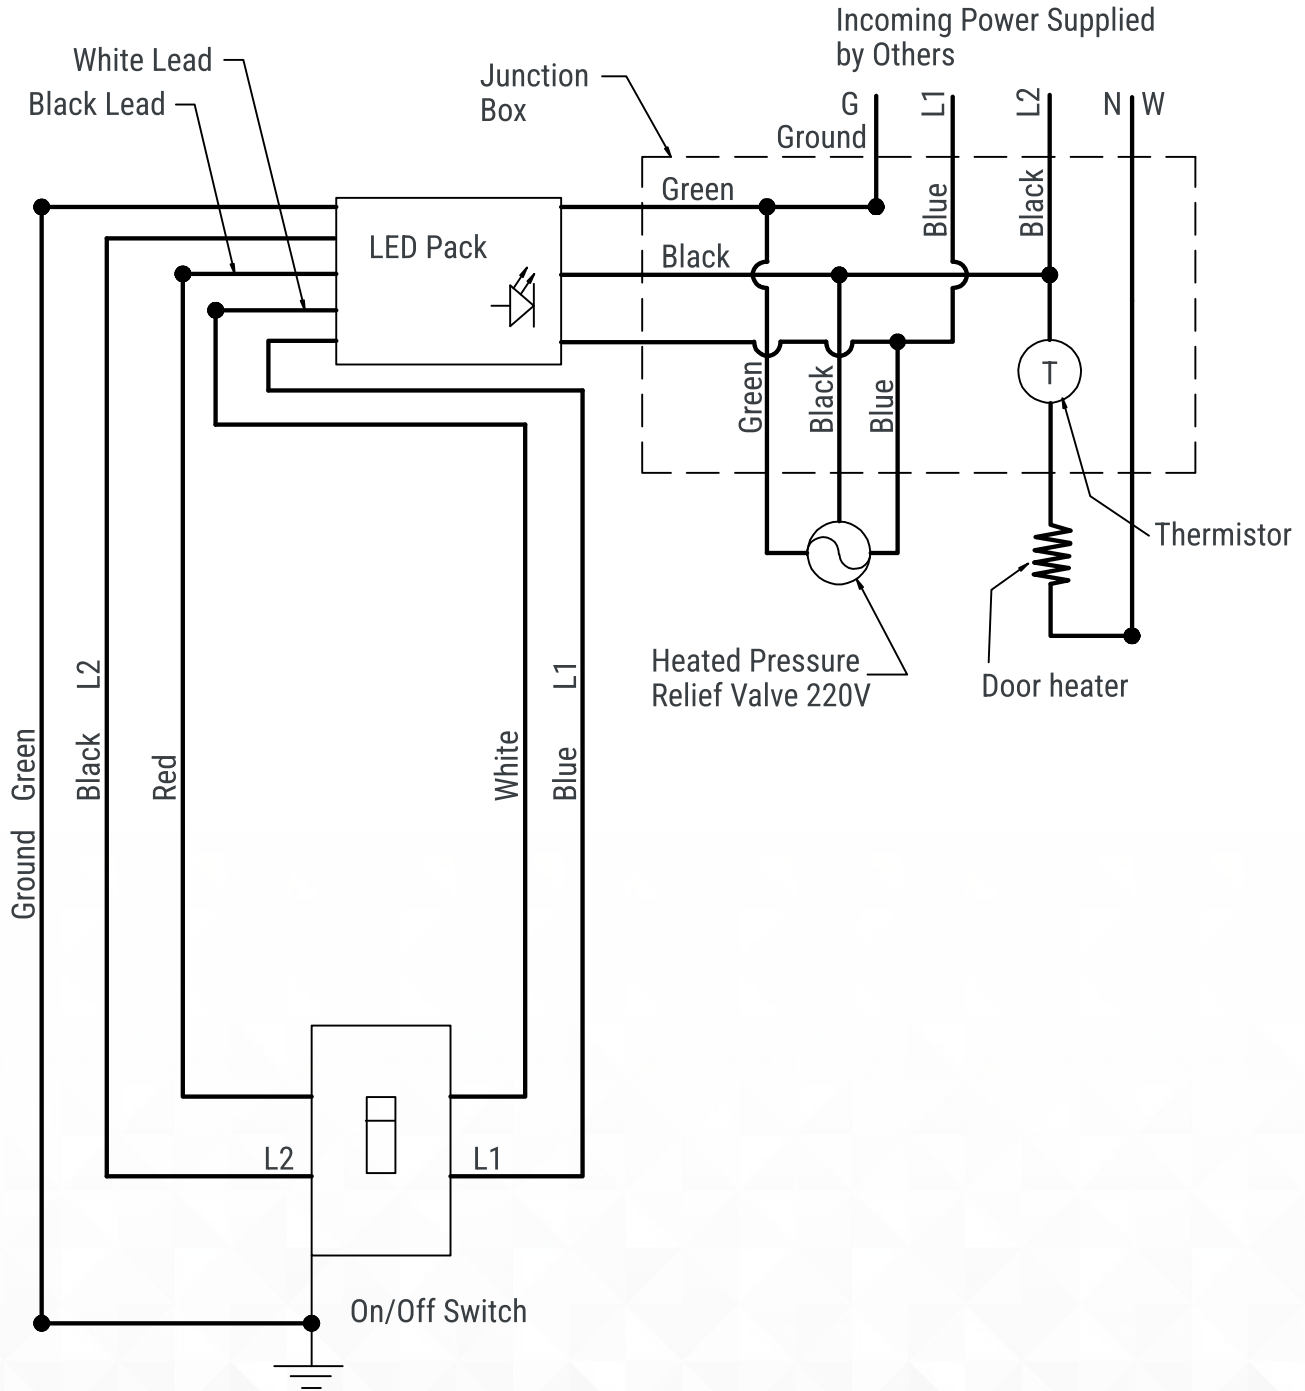 Incoming Power Supplied
by Others
White Lead
Black Lead
Junction
Box
G
L1
L2
N W
Ground
Green
Blue
Black
LED Pack
Black
Green
Black
Blue
T
Thermistor
Heated Pressure
Relief Valve 220V
Door heater
Ground Green
Black L2
Red
White
Blue L1
L2
L1
On/Off Switch